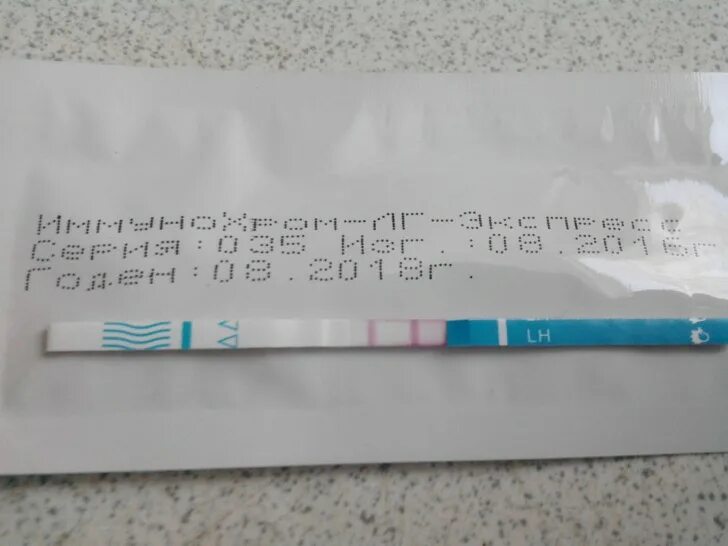 ИммуноХром-ЛГ-Экспресс
Серия:035 Изг.:08.2016г
Годен:08.2018г.
LH